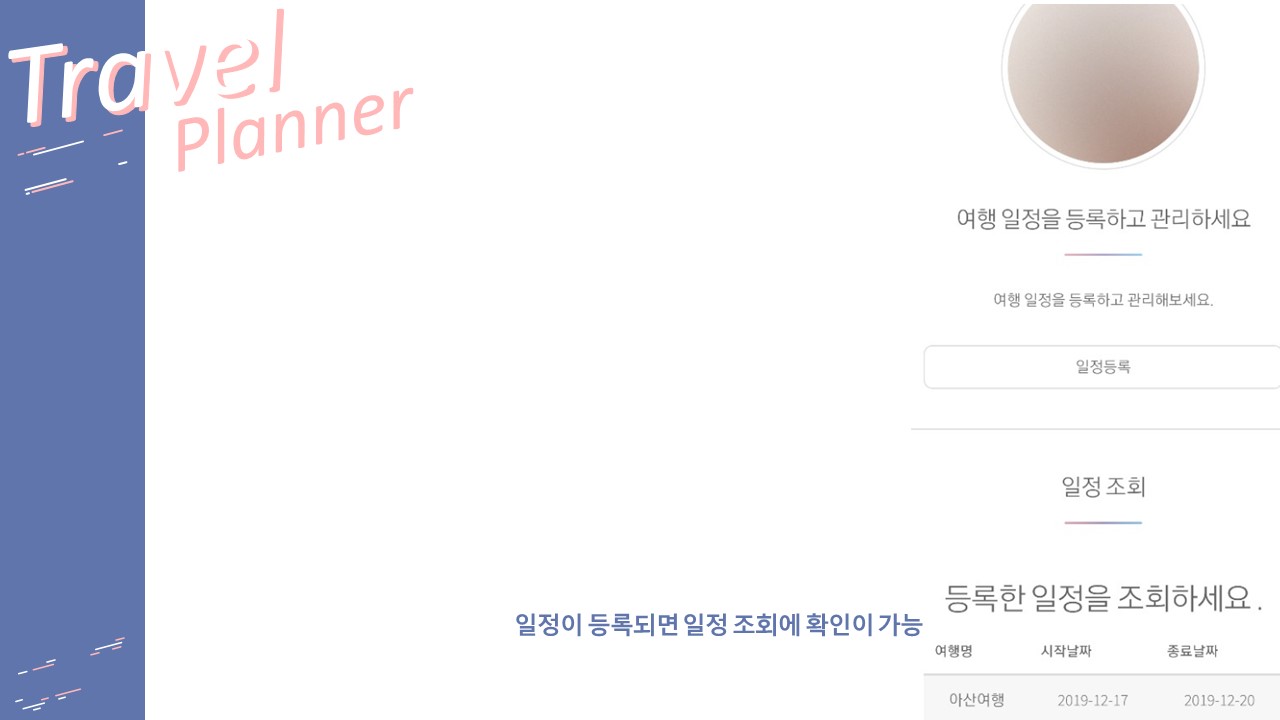 Travel
Planner
여행 일정을 등록하고 관리하세요
여행 일정을 등록하고 관리해보세요.
일정등록
일정 조회
등록한 일정을 조회하세요 .
일정이 등록되면 일정 조회에 확인이 가능
여행명 시작날짜 종료날짜
아산여행 2019-12-17 2019-12-20